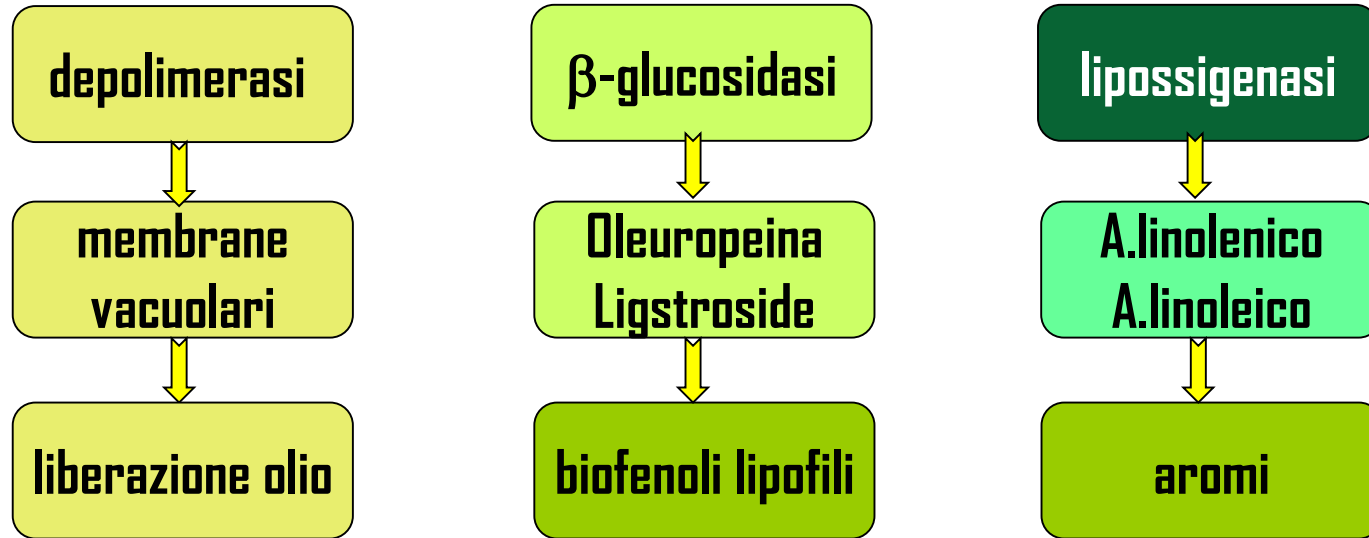 depolimerasi
β-glucosidasi
lipossigenasi
membrane
vacuolari
Oleuropeina
Ligstroside
A.linolenico
A.linoleico
liberazione olio
biofenoli lipofili
aromi